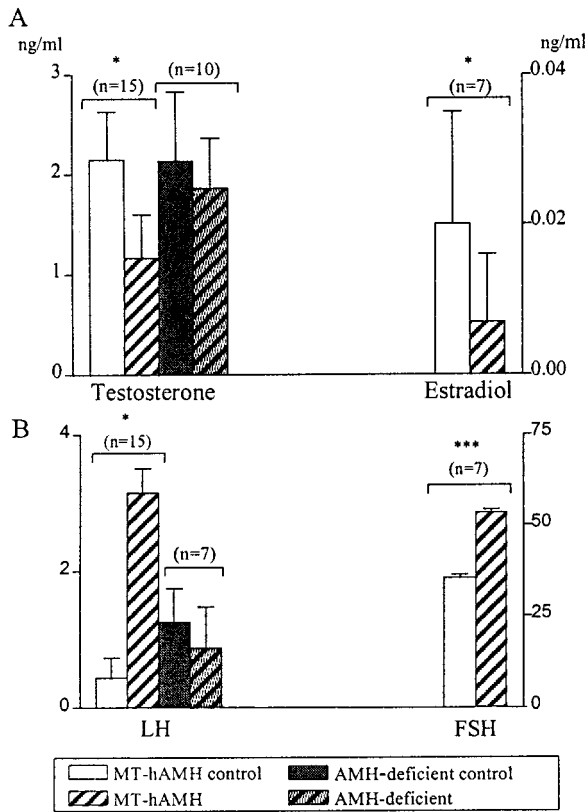 A
ng/ml ng/ml
3 * (n=15) (n=10) * (n=7) 0.04
2
0.02
1
0 0.00
Testosterone Estradiol
B
4 * (n=15) *** (n=7) 75
(n=7) 50
2
25
0 0
LH FSH
MT-hAMH control AMH-deficient control
MT-hAMH AMH-deficient